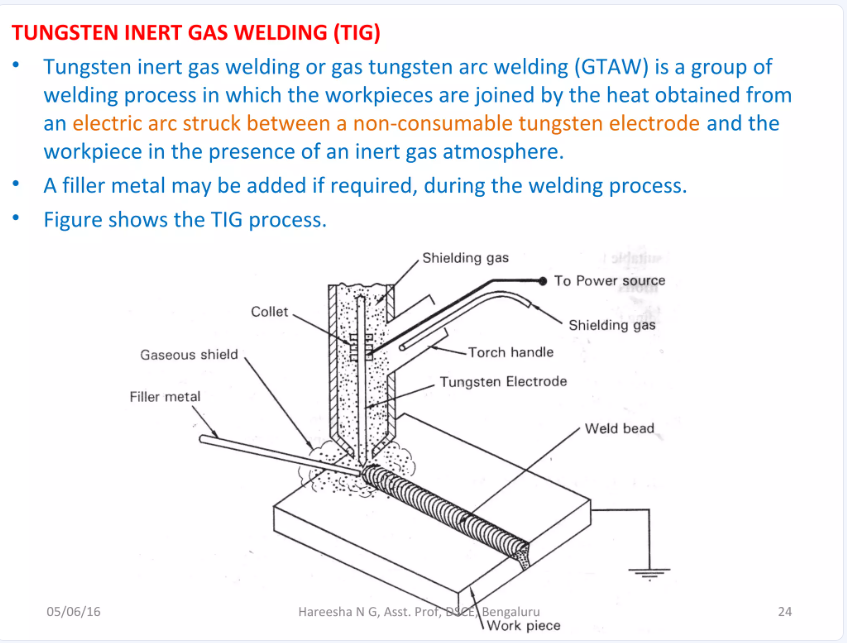 TUNGSTEN INERT GAS WELDING (TIG)
• Tungsten inert gas welding or gas tungsten arc welding (GTAW) is a group of
welding process in which the workpieces are joined by the heat obtained from
an electric arc struck between a non-consumable tungsten electrode and the
workpiece in the presence of an inert gas atmosphere.
• A filler metal may be added if required, during the welding process.
• Figure shows the TIG process.
Shielding gas
To Power source
Collet
Shielding gas
Gaseous shield
Torch handle
Tungsten Electrode
Filler metal
Weld bead
05/06/16
Hareesha N G, Asst. Prof, DSCE, Bengaluru
24
Work piece